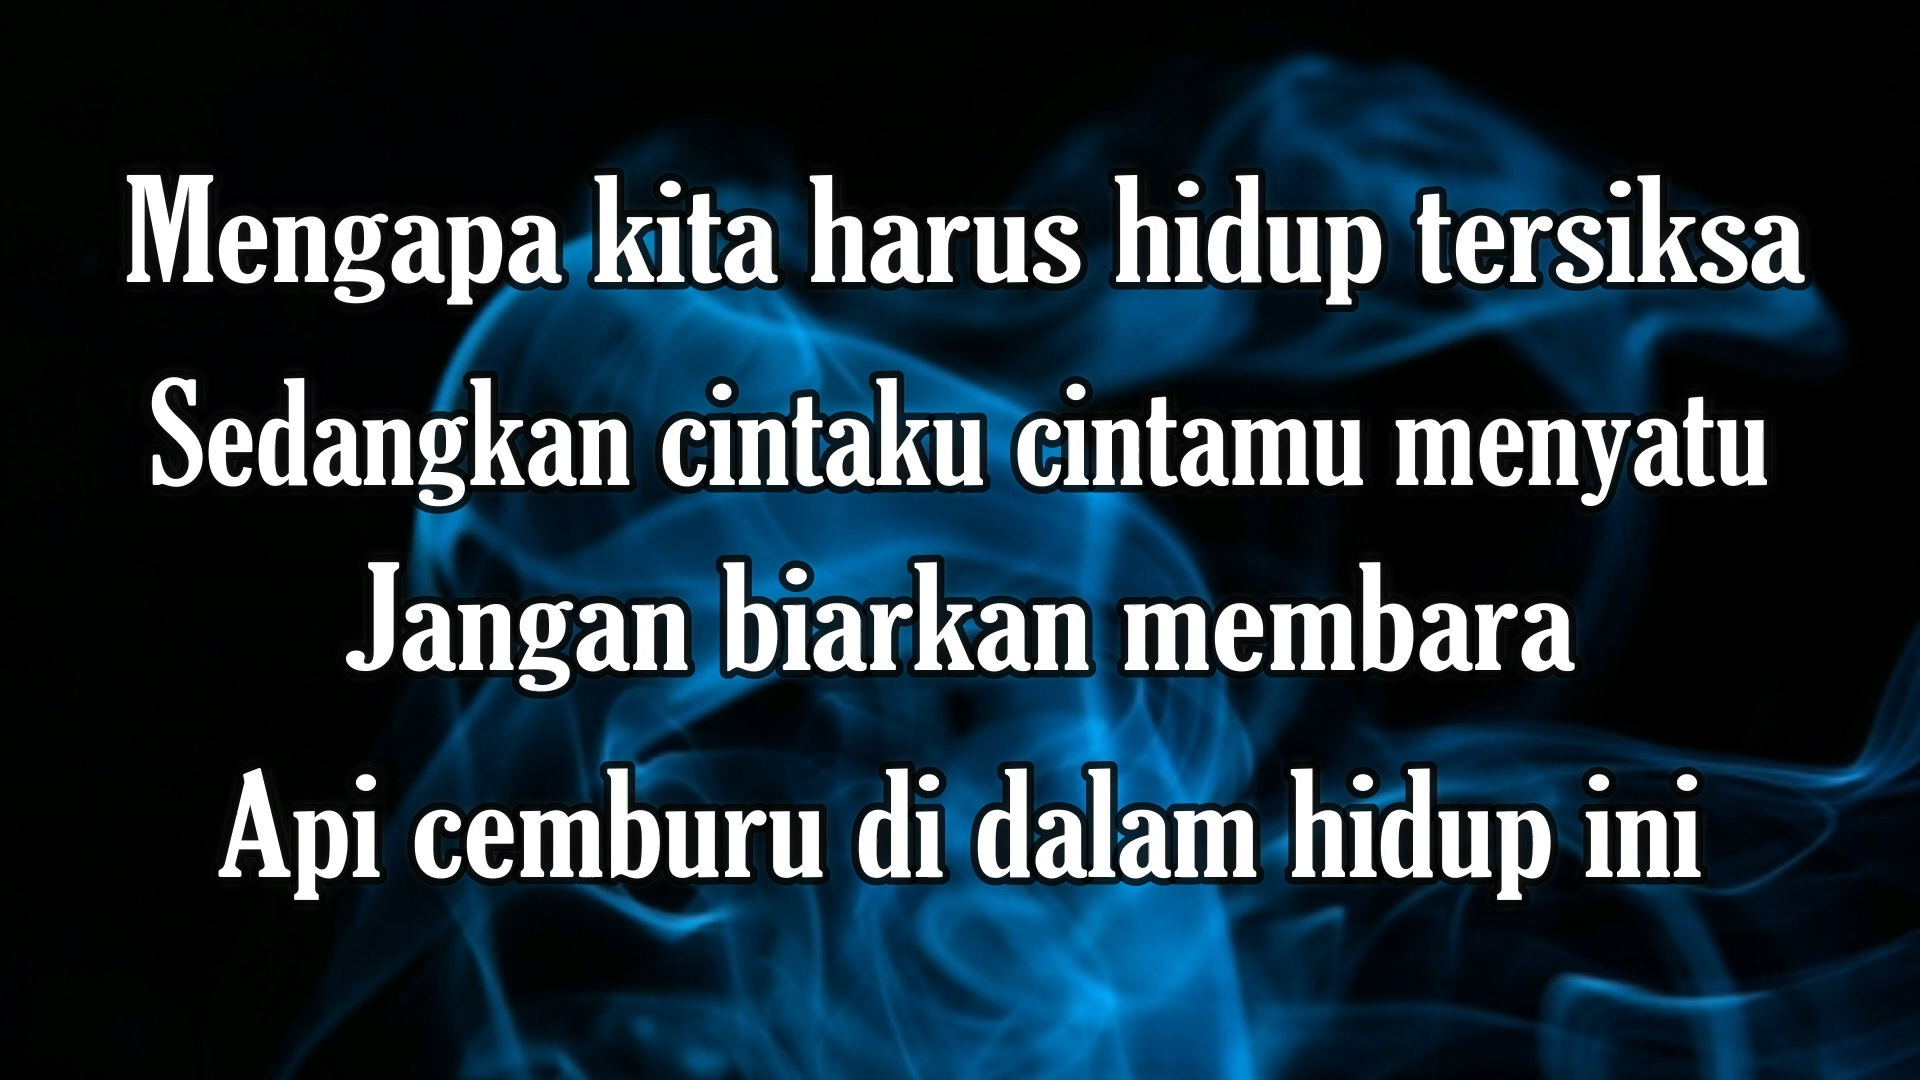 Mengapa kita harus hidup tersiksa
Sedangkan cintaku cintamu menyatu
Jangan biarkan membara
Api cemburu di dalam hidup ini